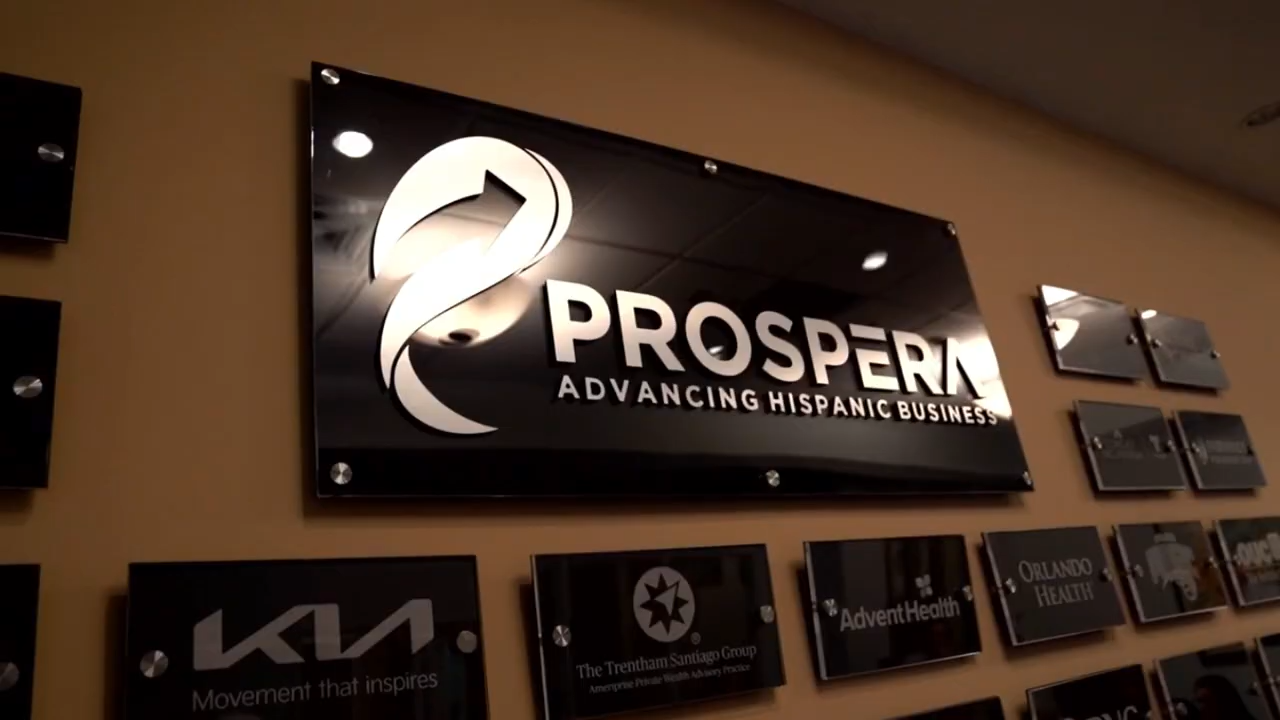 PROSPERA
ADVANCING HISPANIC BUSINESS
KIA
Movement that inspires
The Trentham Santiago Group
Ameriprise Private Wealth Advisory Practice
AdventHealth
ORLANDO
HEALTH